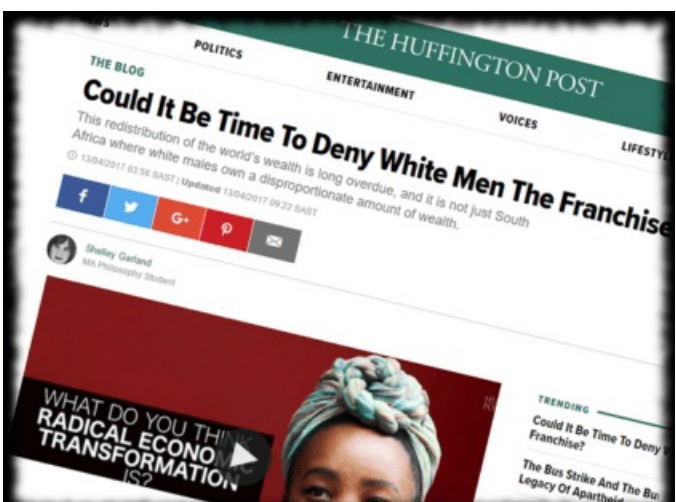 THE HUFFINGTON POST
POLITICS
ENTERTAINMENT
VOICES
THE BLOG
Could It Be Time To Deny White Men The Franchise
This redistribution of the world's wealth is long overdue, and it is not just South
Africa where white males own a disproportionate amount of wealth.
13/04/2017 03:56 SAST | Updated 13/04/2017 09:22 SAST
f
G+
Shelley Garland
MA Philosophy Student
WHAT DO YOU THINK
RADICAL ECONOMIC
TRANSFORMATION
IS?
TRENDING
Could It Be Time To Deny
Franchise?
The Bus Strike And The
Legacy Of